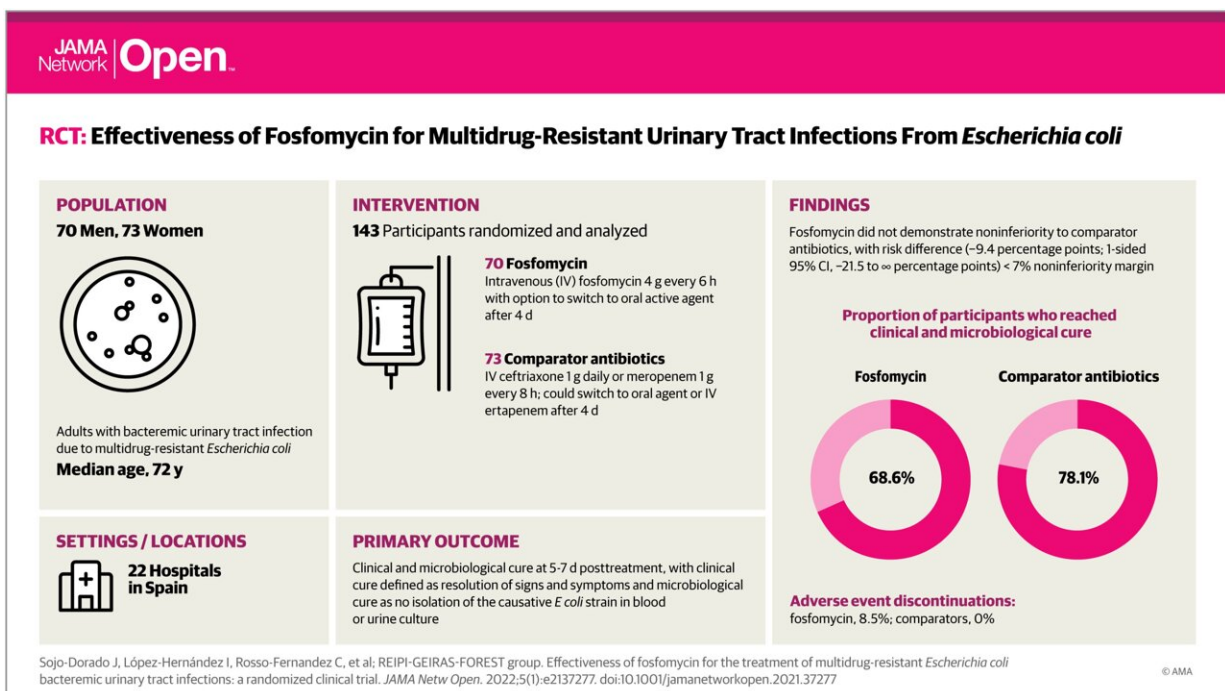 JAMA
Network
Open™
RCT: Effectiveness of Fosfomycin for Multidrug-Resistant Urinary Tract Infections From Escherichia coli
POPULATION
70 Men, 73 Women
Adults with bacteremic urinary tract infection
due to multidrug-resistant Escherichia coli
Median age, 72 y
SETTINGS / LOCATIONS
22 Hospitals
in Spain
INTERVENTION
143 Participants randomized and analyzed
70 Fosfomycin
Intravenous (IV) fosfomycin 4 g every 6 h
with option to switch to oral active agent
after 4 d
73 Comparator antibiotics
IV ceftriaxone 1 g daily or meropenem 1 g
every 8 h; could switch to oral agent or IV
ertapenem after 4 d
PRIMARY OUTCOME
Clinical and microbiological cure at 5-7 d posttreatment, with clinical
cure defined as resolution of signs and symptoms and microbiological
cure as no isolation of the causative E coli strain in blood
or urine culture
FINDINGS
Fosfomycin did not demonstrate noninferiority to comparator
antibiotics, with risk difference (−9.4 percentage points; 1-sided
95% CI, −21.5 to ∞ percentage points) < 7% noninferiority margin
Proportion of participants who reached
clinical and microbiological cure
Fosfomycin
68.6%
Comparator antibiotics
78.1%
Adverse event discontinuations:
fosfomycin, 8.5%; comparators, 0%
Sojo-Dorado J, López-Hernández I, Rosso-Fernandez C, et al; REIPI-GEIRAS-FOREST group. Effectiveness of fosfomycin for the treatment of multidrug-resistant Escherichia coli
bacteremic urinary tract infections: a randomized clinical trial. JAMA Netw Open. 2022;5(1):e2137277. doi:10.1001/jamanetworkopen.2021.37277
© AMA